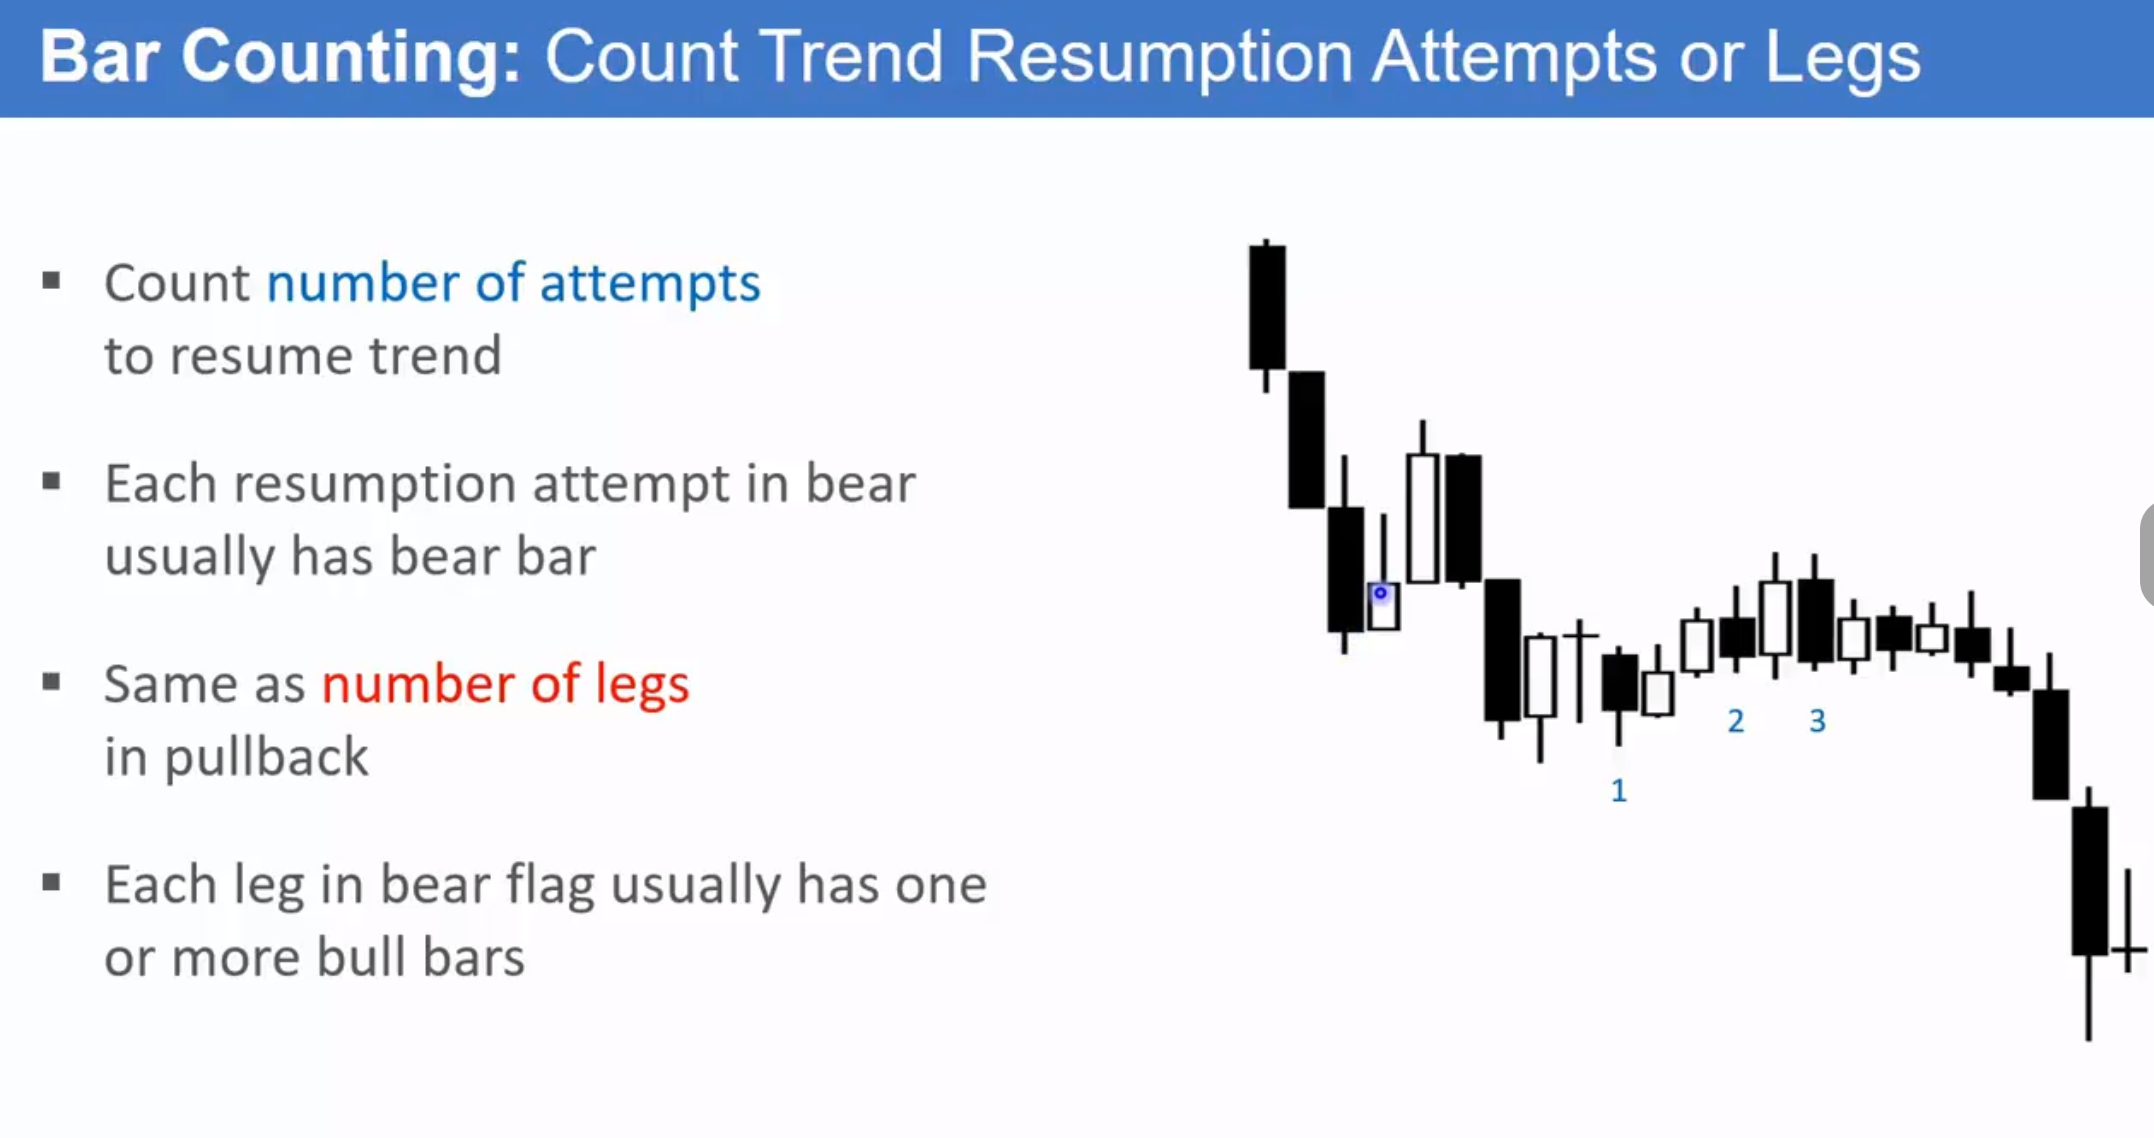 Bar Counting: Count Trend Resumption Attempts or Legs
▪ Count number of attempts
to resume trend
▪ Each resumption attempt in bear
usually has bear bar
▪ Same as number of legs
in pullback
▪ Each leg in bear flag usually has one
or more bull bars
2 3
1